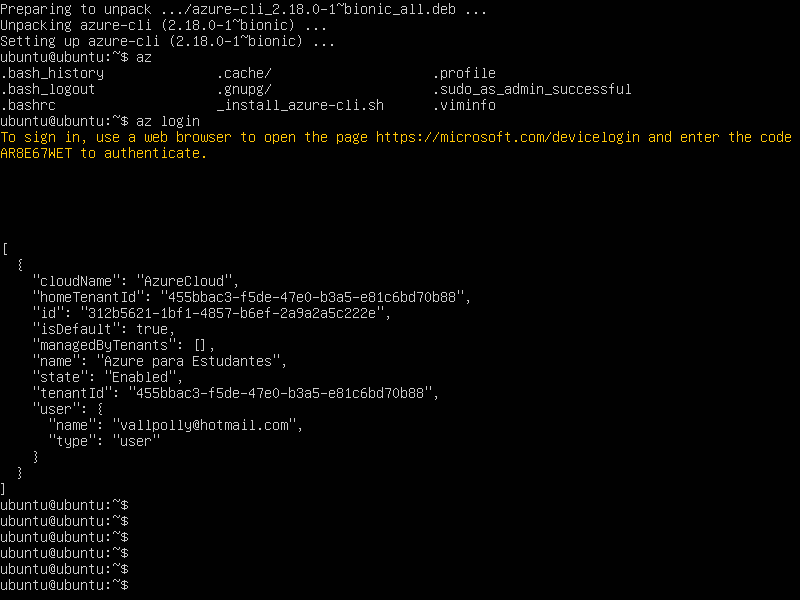 Preparing to unpack .../azure-cli_2.18.0-1~bionic_all.deb ...
Unpacking azure-cli (2.18.0-1~bionic) ...
Setting up azure-cli (2.18.0-1~bionic) ...
ubuntu@ubuntu:~$ az
.bash_history              .cache/                    .profile
.bash_logout               .gnupg/                    .sudo_as_admin_successful
.bashrc                    _install_azure-cli.sh      .viminfo
ubuntu@ubuntu:~$ az login
To sign in, use a web browser to open the page https://microsoft.com/devicelogin and enter the code
AR8E67WET to authenticate.
[
  {
    "cloudName": "AzureCloud",
    "homeTenantId": "455bbac3-f5de-47e0-b3a5-e81c6bd70b88",
    "id": "312b5621-1bf1-4857-b6ef-2a9a2a5c222e",
    "isDefault": true,
    "managedByTenants": [],
    "name": "Azure para Estudantes",
    "state": "Enabled",
    "tenantId": "455bbac3-f5de-47e0-b3a5-e81c6bd70b88",
    "user": {
      "name": "vallpolly@hotmail.com",
      "type": "user"
    }
  }
]
ubuntu@ubuntu:~$
ubuntu@ubuntu:~$
ubuntu@ubuntu:~$
ubuntu@ubuntu:~$
ubuntu@ubuntu:~$
ubuntu@ubuntu:~$